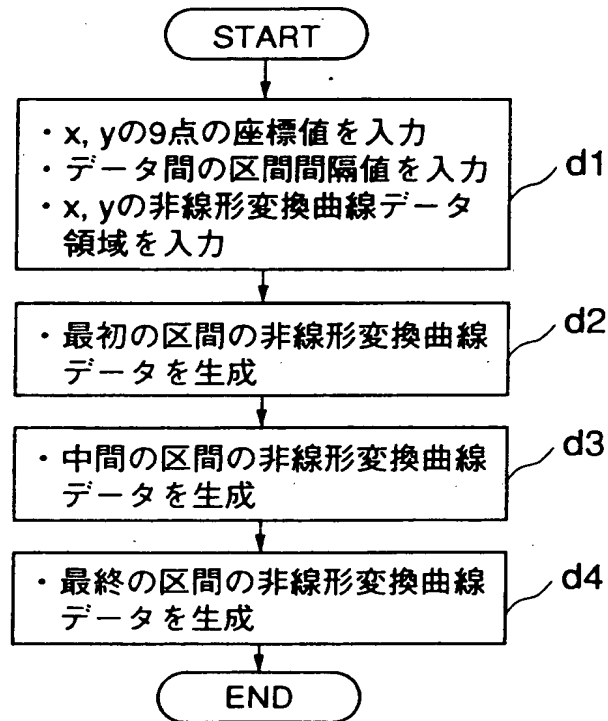 START
・x, yの9点の座標値を入力
・データ間の区間間隔値を入力
・x, yの非線形変換曲線データ
領域を入力
d1
・最初の区間の非線形変換曲線
データを生成
d2
・中間の区間の非線形変換曲線
データを生成
d3
・最終の区間の非線形変換曲線
データを生成
d4
END